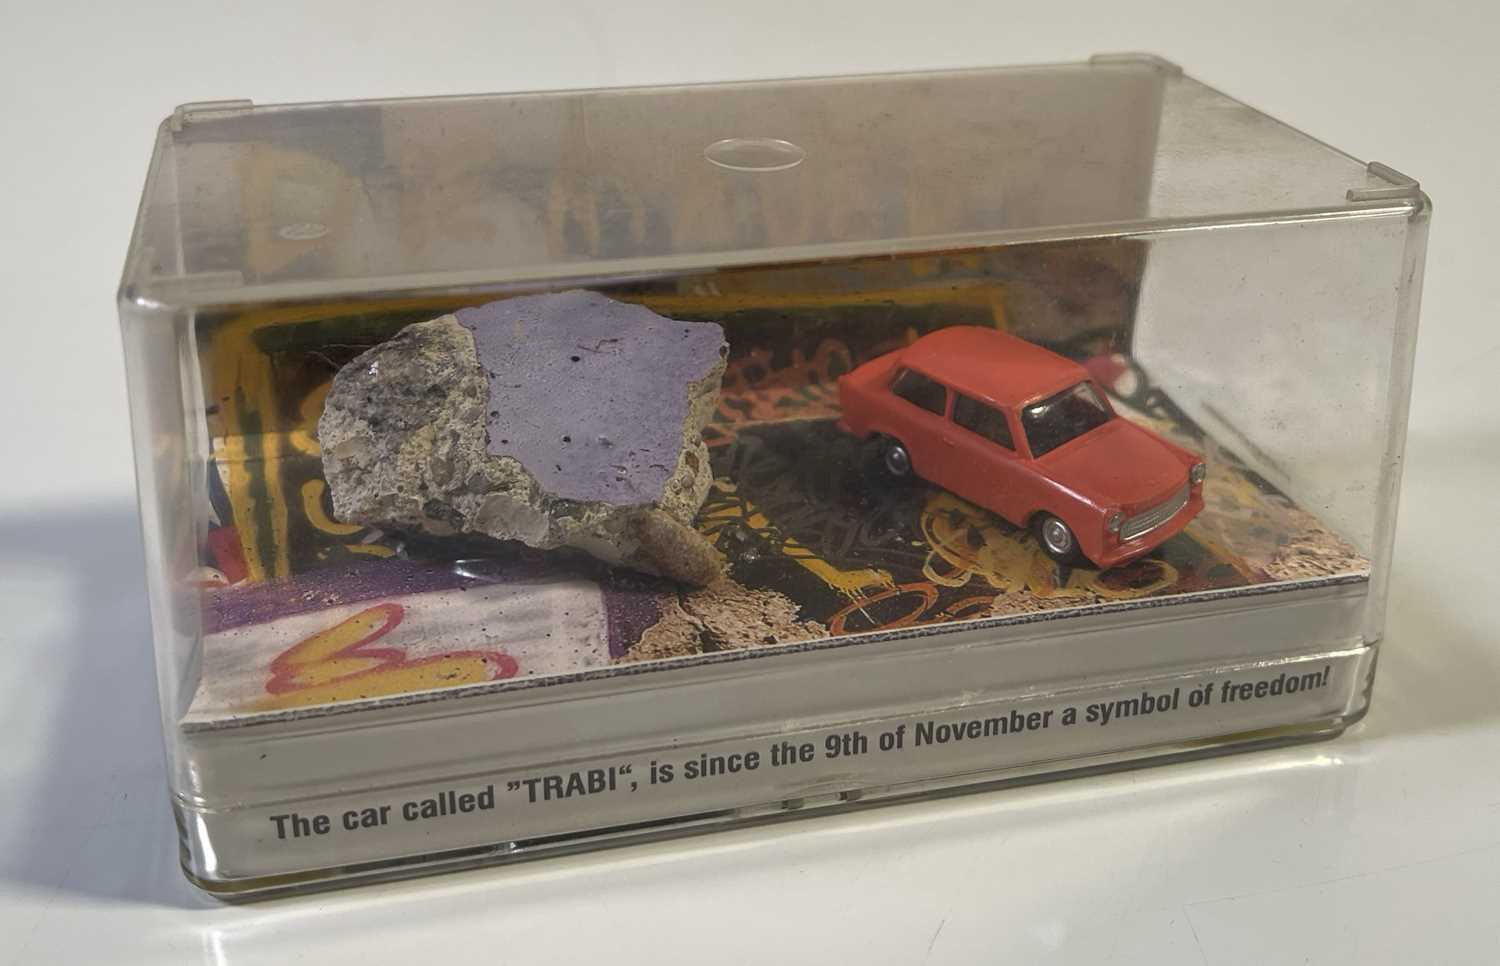 The car called ”TRABI“, is since the 9th of November a symbol of freedom!